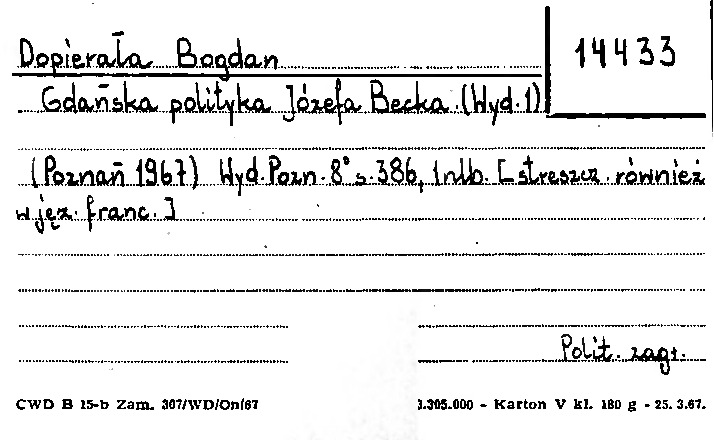 Dopierała Bogdan
14433
Gdańska polityka Józefa Becka. (Wyd. 1)
(Poznań 1967) Wyd. Pozn. 8° s. 386, 1nlb. [streszcz. również
w jęz. franc.]
Polit. zagr.
CWD B 15-b Zam. 307/WD/On/67
.305.000 - Karton V kl. 180 g - 25. 3.67.